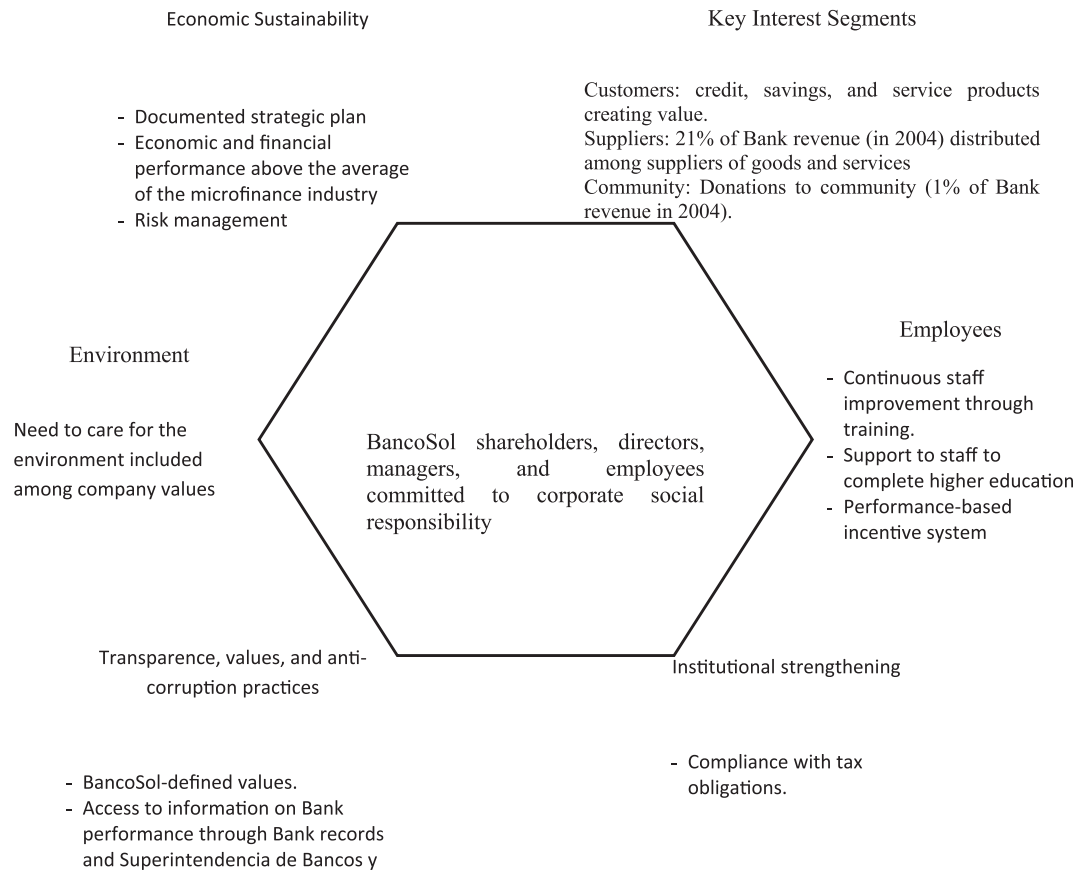 Economic Sustainability
Key Interest Segments
- Documented strategic plan
- Economic and financial
performance above the average
of the microfinance industry
- Risk management
Customers: credit, savings, and service products
creating value.
Suppliers: 21% of Bank revenue (in 2004) distributed
among suppliers of goods and services
Community: Donations to community (1% of Bank
revenue in 2004).
Environment
Need to care for the
environment included
among company values
BancoSol shareholders, directors,
managers, and employees
committed to corporate social
responsibility
Employees
- Continuous staff
improvement through
training.
- Support to staff to
complete higher education
- Performance-based
incentive system
Transparence, values, and anti-
corruption practices
- BancoSol-defined values.
- Access to information on Bank
performance through Bank records
and Superintendencia de Bancos y
Institutional strengthening
- Compliance with tax
obligations.